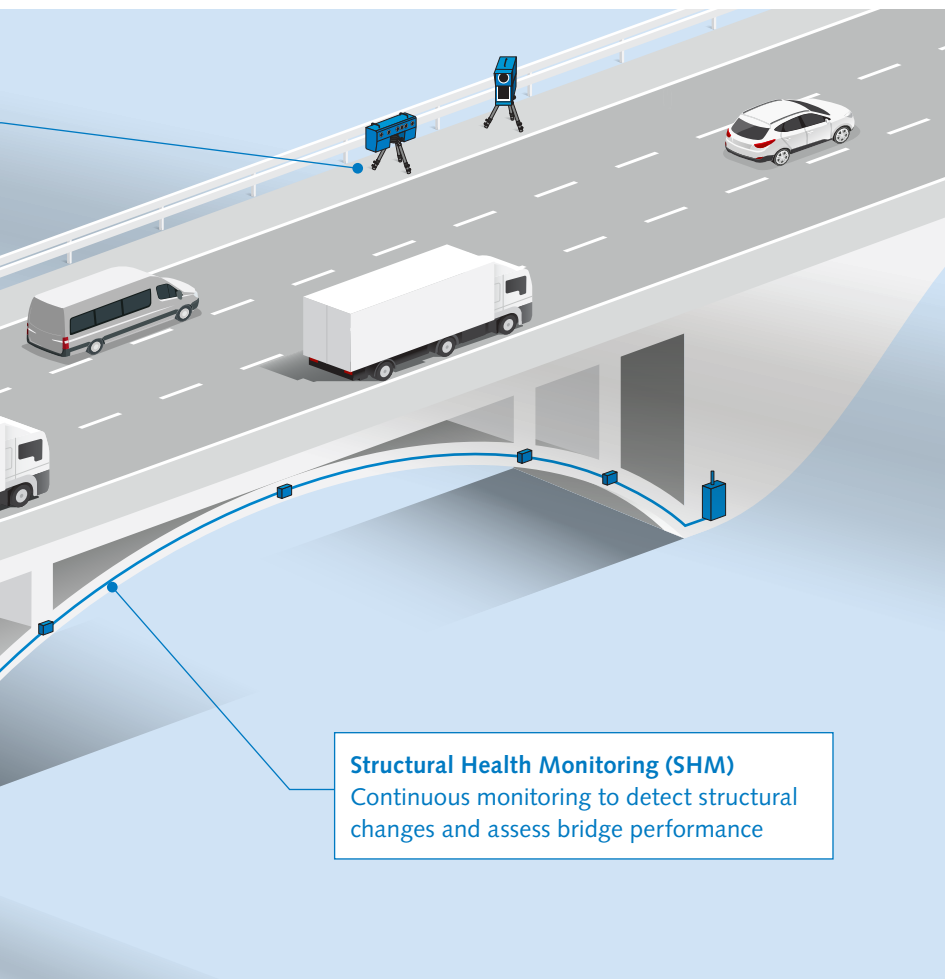 Structural Health Monitoring (SHM)
Continuous monitoring to detect structural
changes and assess bridge performance